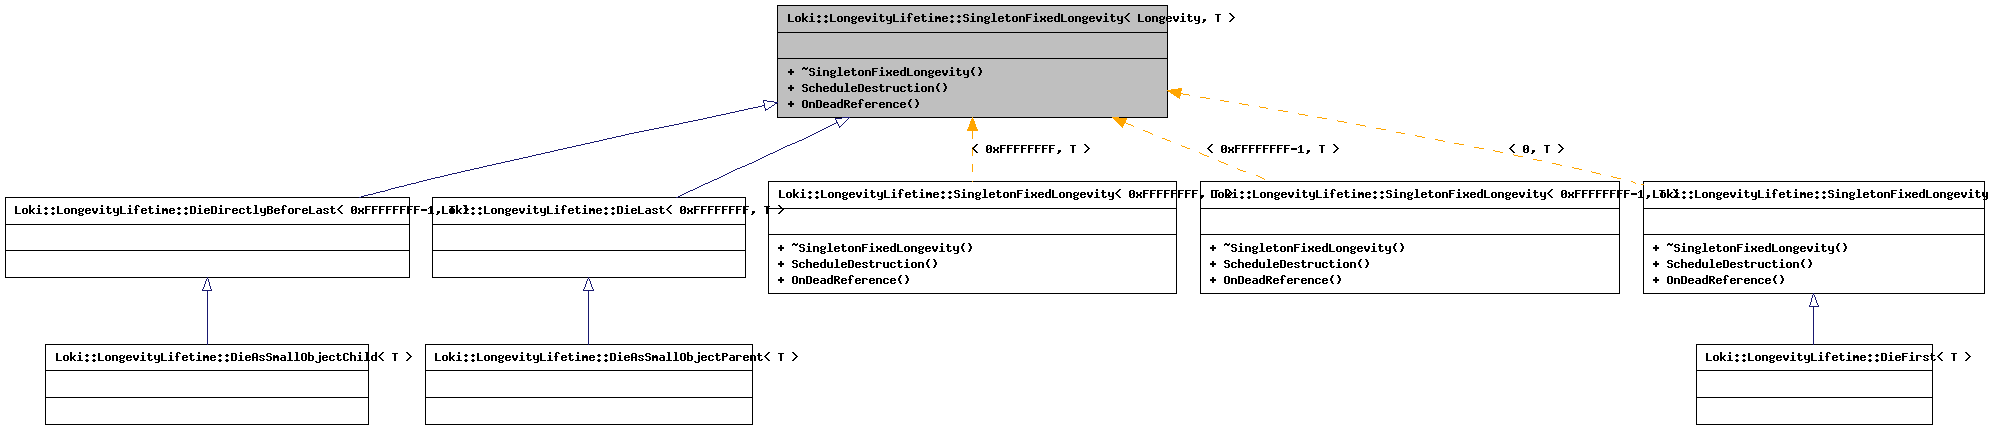 Loki::LongevityLifetime::SingletonFixedLongevity< Longevity, T >
+ ~SingletonFixedLongevity()
+ ScheduleDestruction()
+ OnDeadReference()
< 0xFFFFFFFF, T >
< 0xFFFFFFFF-1, T >
< 0, T >
Loki::LongevityLifetime::DieDirectlyBeforeLast< 0xFFFFFFFF-1, T >
Loki::LongevityLifetime::DieLast< 0xFFFFFFFF, T >
Loki::LongevityLifetime::SingletonFixedLongevity< 0xFFFFFFFF, T >
+ ~SingletonFixedLongevity()
+ ScheduleDestruction()
+ OnDeadReference()
Loki::LongevityLifetime::SingletonFixedLongevity< 0xFFFFFFFF-1, T >
+ ~SingletonFixedLongevity()
+ ScheduleDestruction()
+ OnDeadReference()
Loki::LongevityLifetime::SingletonFixedLongevity
+ ~SingletonFixedLongevity()
+ ScheduleDestruction()
+ OnDeadReference()
Loki::LongevityLifetime::DieAsSmallObjectChild< T >
Loki::LongevityLifetime::DieAsSmallObjectParent< T >
Loki::LongevityLifetime::DieFirst< T >